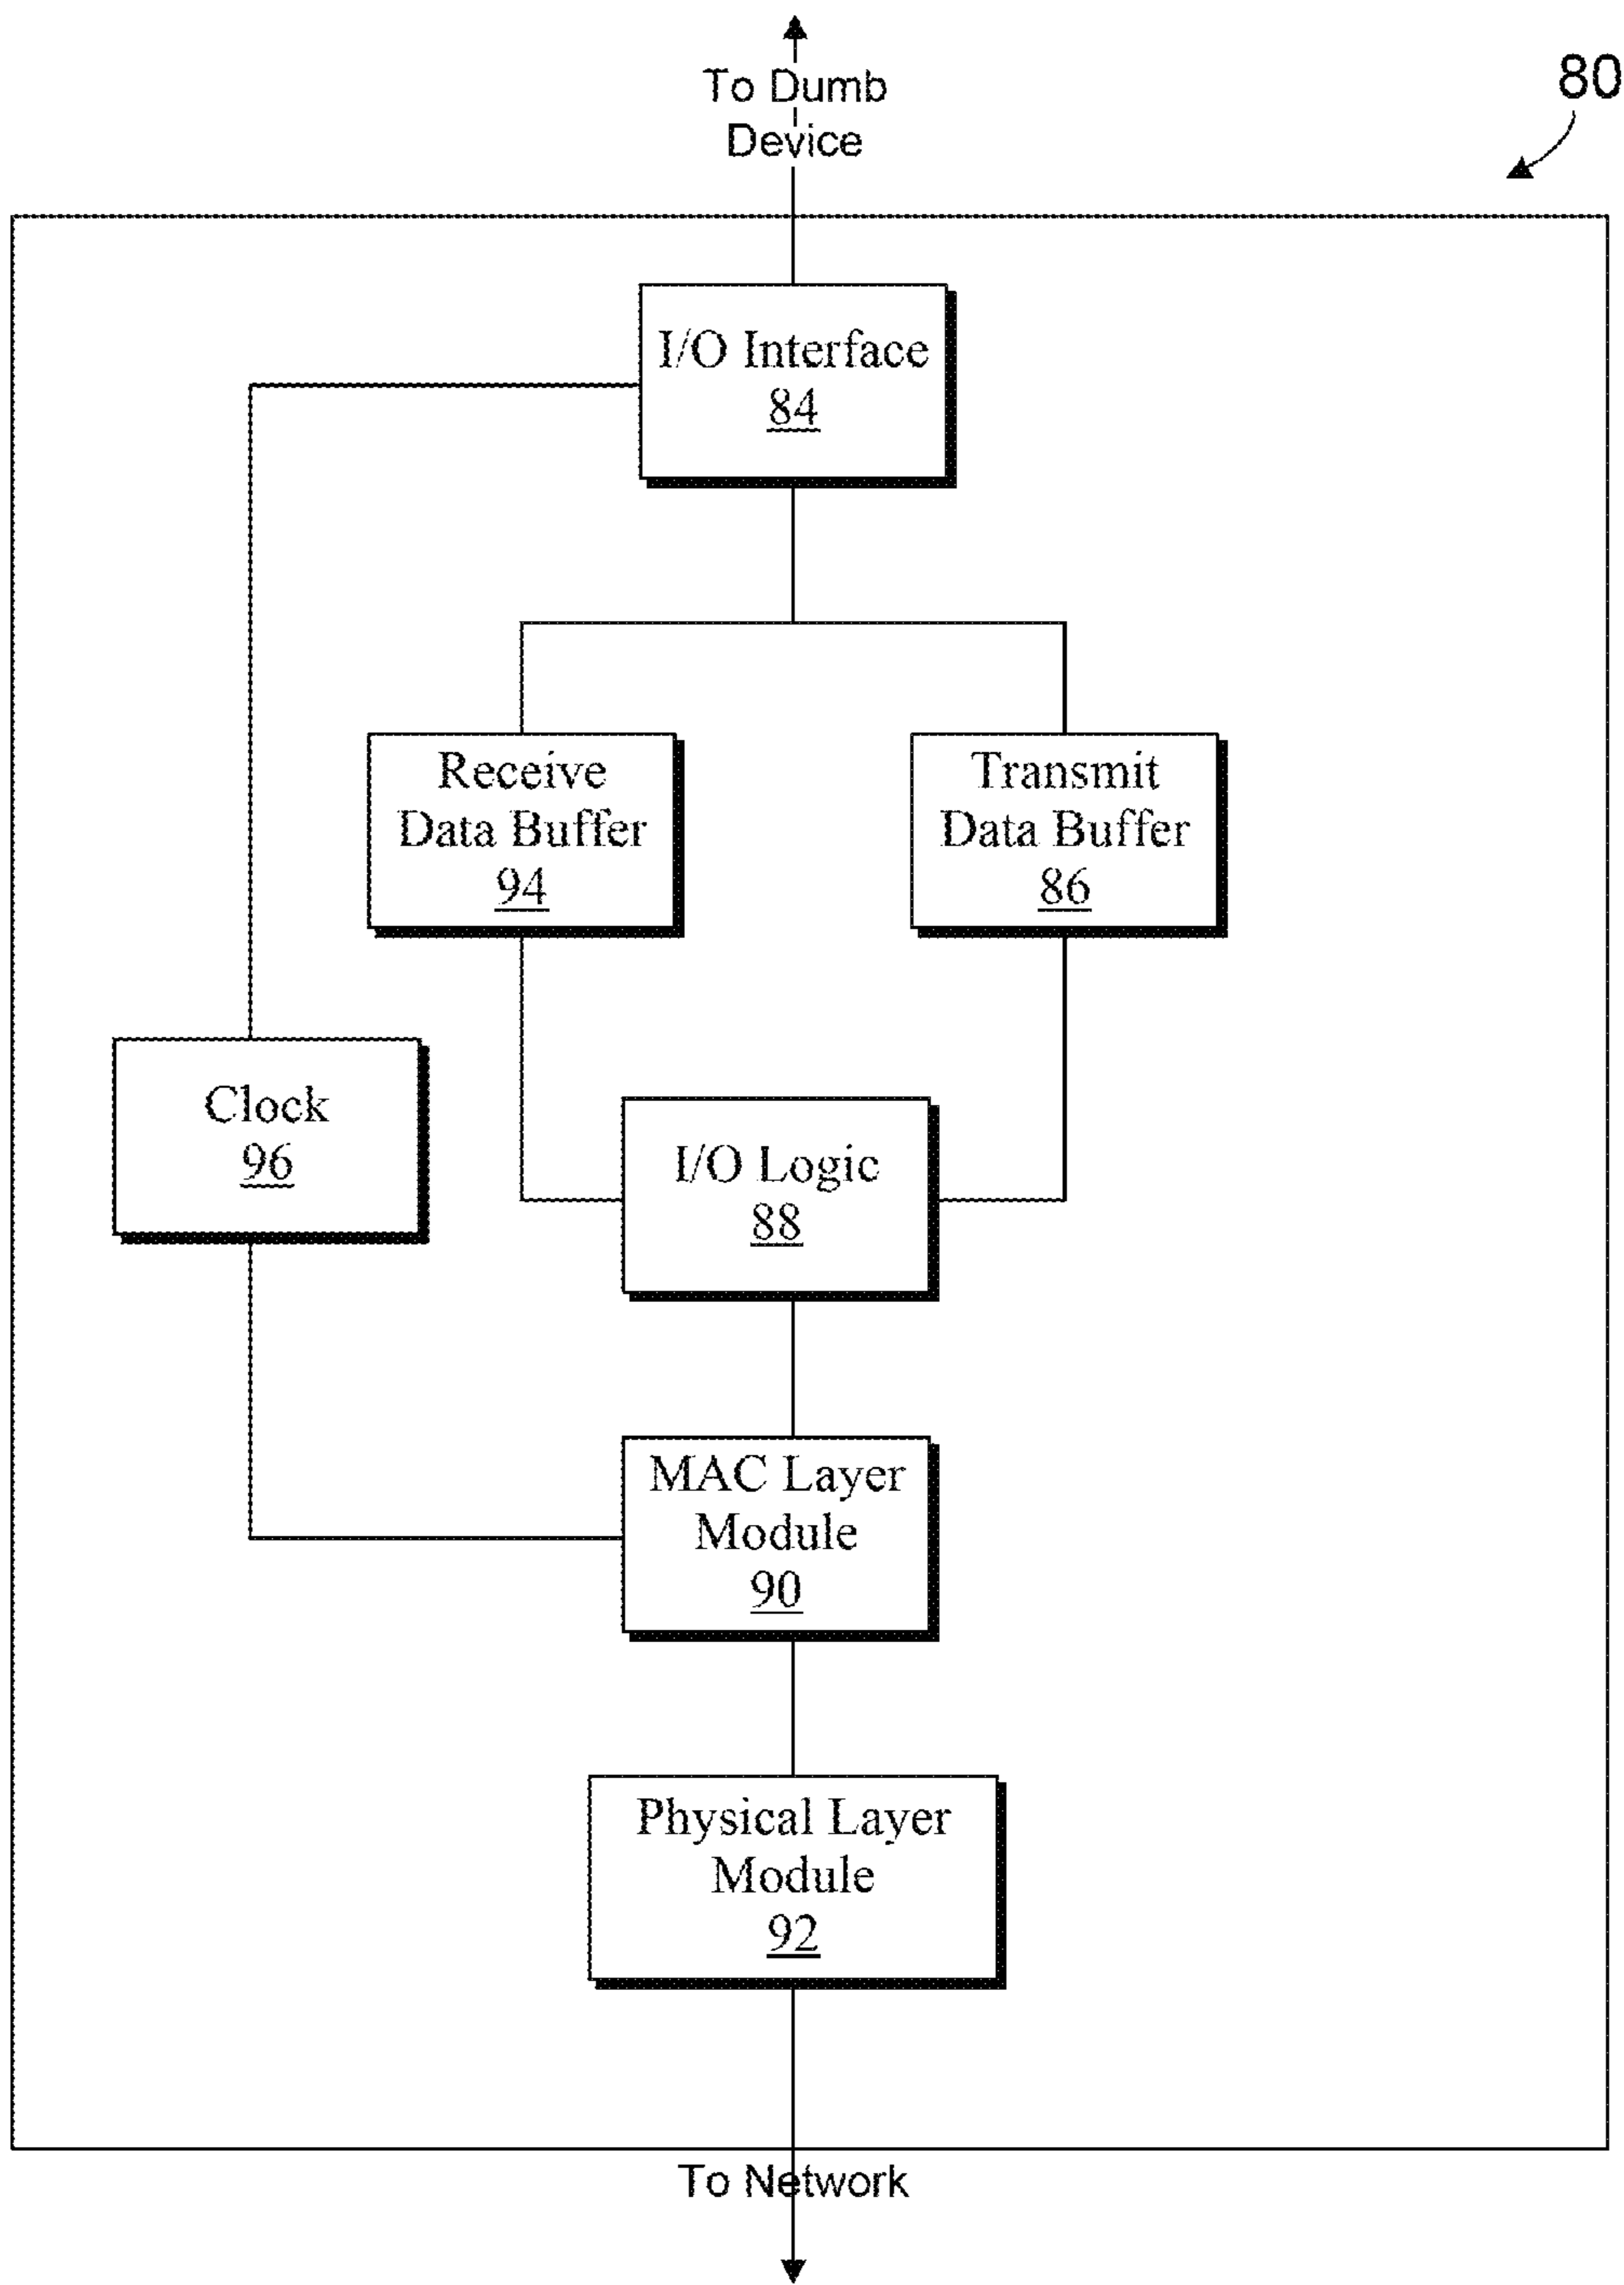 To Dumb
Device
80
I/O Interface
84
Receive
Data Buffer
94
Transmit
Data Buffer
86
Clock
96
I/O Logic
88
MAC Layer
Module
90
Physical Layer
Module
92
To Network